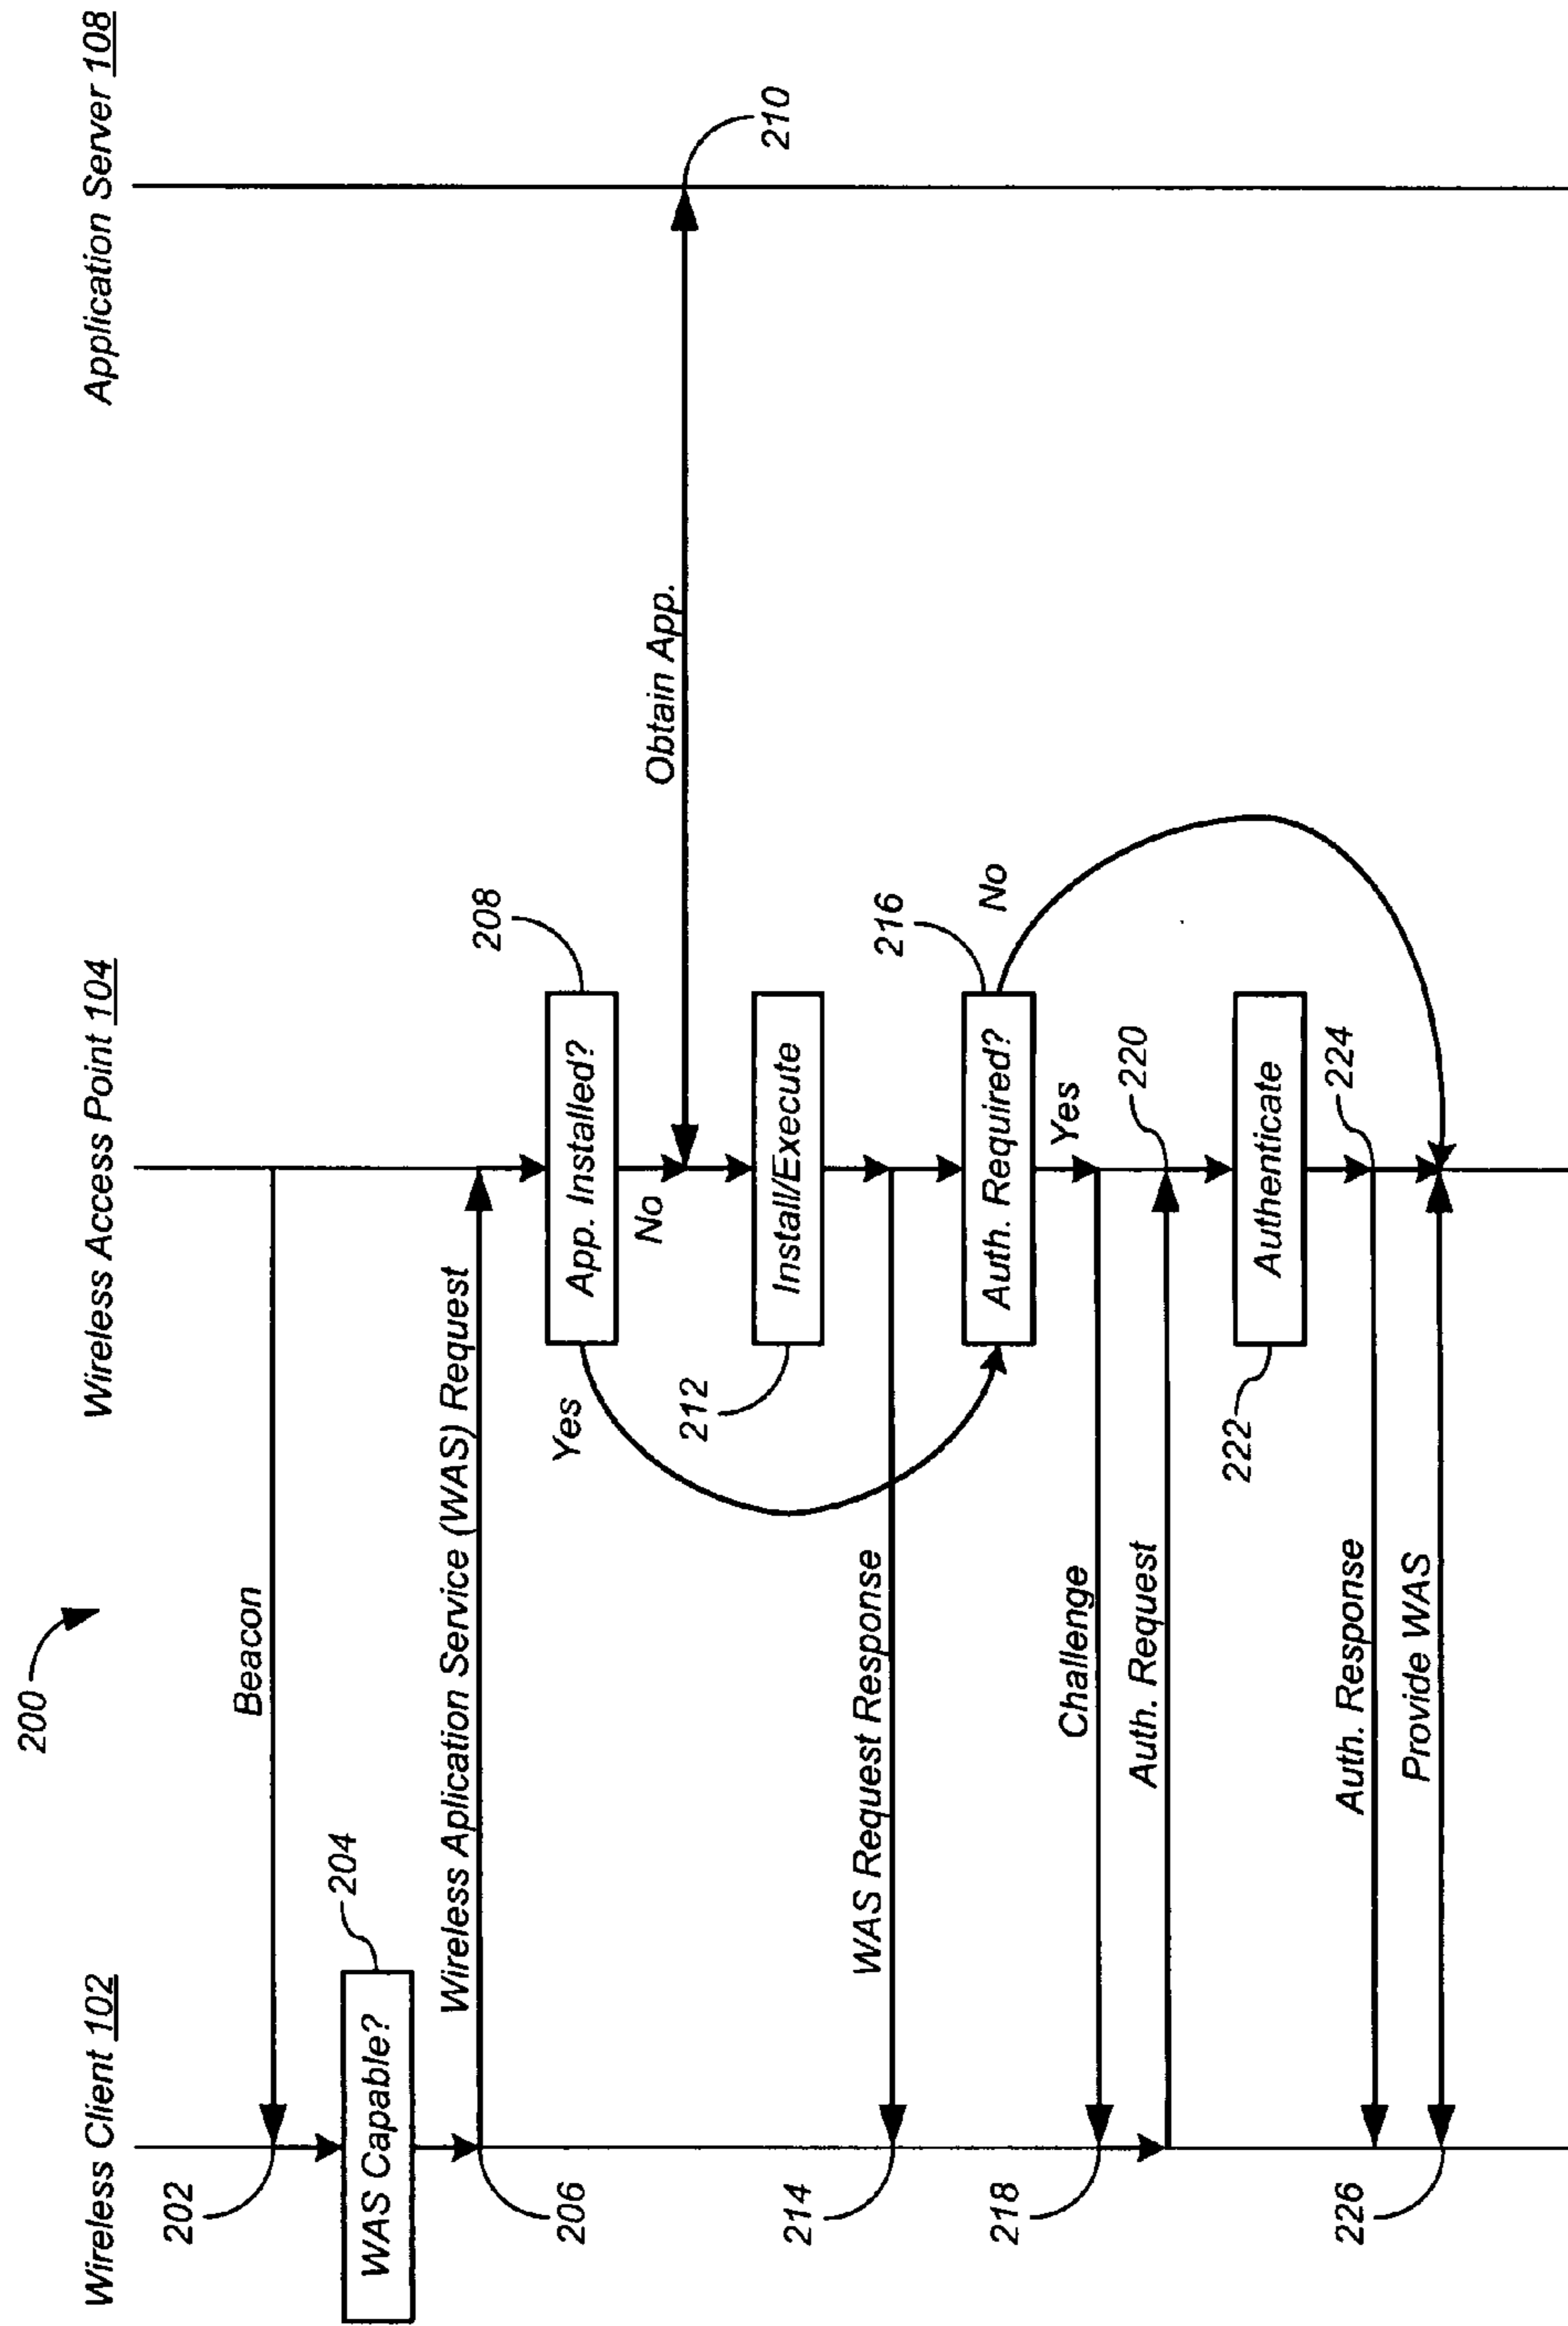 200
Wireless Client 102
Wireless Access Point 104
Application Server 108
202
Beacon
204
WAS Capable?
206
Wireless Aplication Service (WAS) Request
208
App. Installed?
Yes
No
Obtain App.
210
212
Install/Execute
214
WAS Request Response
216
Auth. Required?
No
Yes
218
Challenge
Auth. Request
220
222
Authenticate
224
Auth. Response
226
Provide WAS